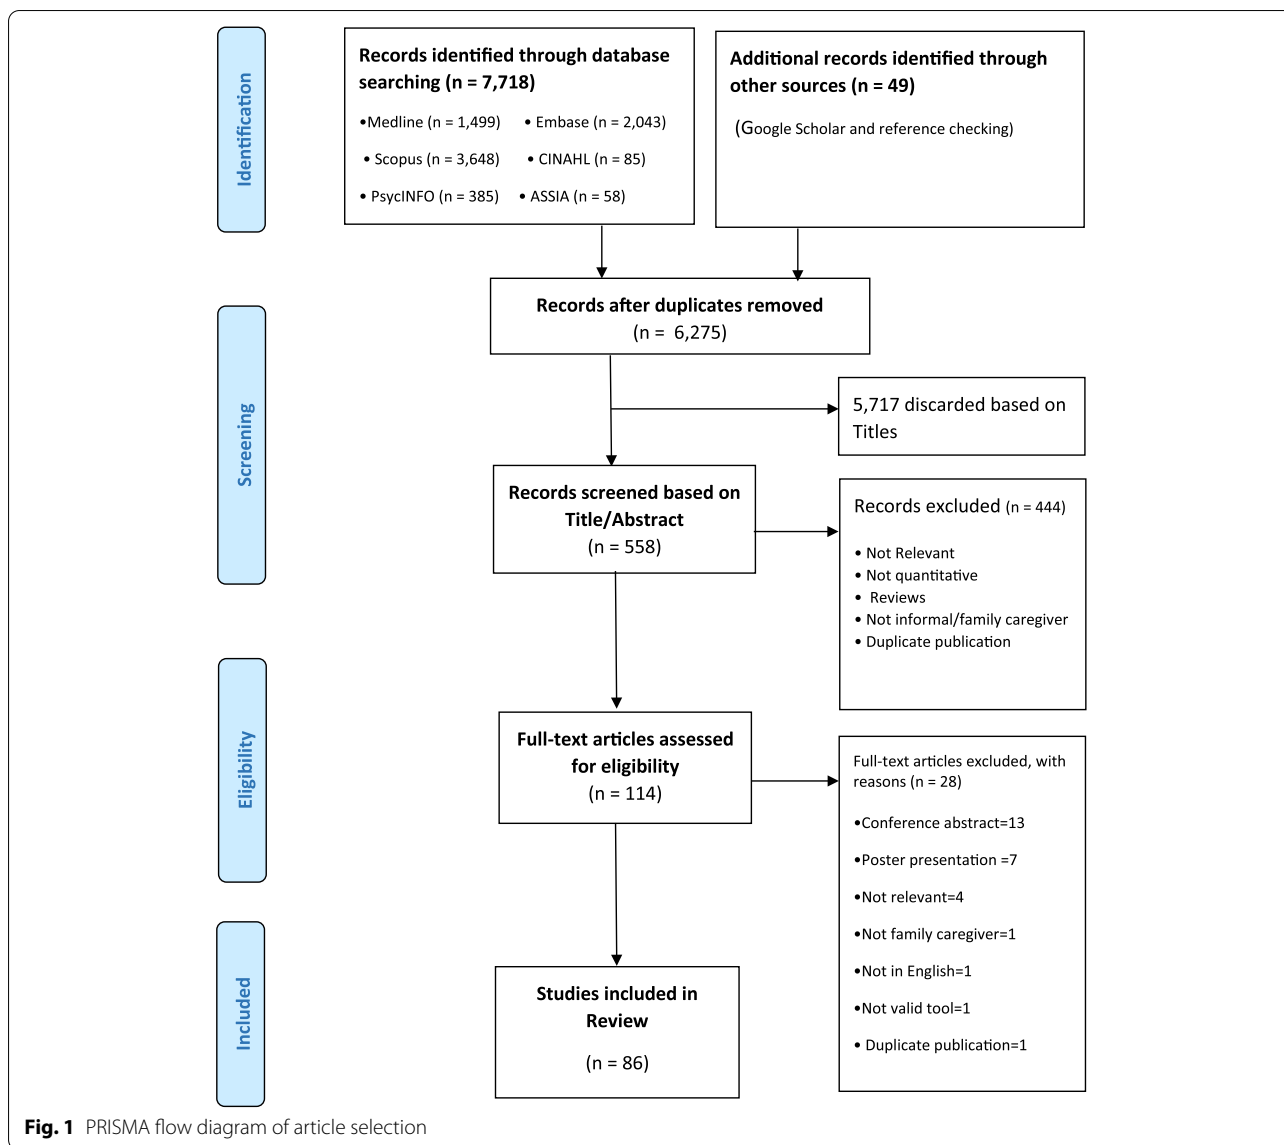 Identification
Records identified through database
searching (n = 7,718)
•Medline (n = 1,499) • Embase (n = 2,043)
• Scopus (n = 3,648) • CINAHL (n = 85)
• PsycINFO (n = 385) • ASSIA (n = 58)
Additional records identified through
other sources (n = 49)
(Google Scholar and reference checking)
Records after duplicates removed
(n = 6,275)
Screening
5,717 discarded based on
Titles
Records screened based on
Title/Abstract
(n = 558)
Records excluded (n = 444)
• Not Relevant
• Not quantitative
• Reviews
• Not informal/family caregiver
• Duplicate publication
Eligibility
Full-text articles assessed
for eligibility
(n = 114)
Full-text articles excluded, with
reasons (n = 28)
•Conference abstract=13
•Poster presentation =7
•Not relevant=4
•Not family caregiver=1
•Not in English=1
•Not valid tool=1
• Duplicate publication=1
Included
Studies included in
Review
(n = 86)
Fig. 1 PRISMA flow diagram of article selection